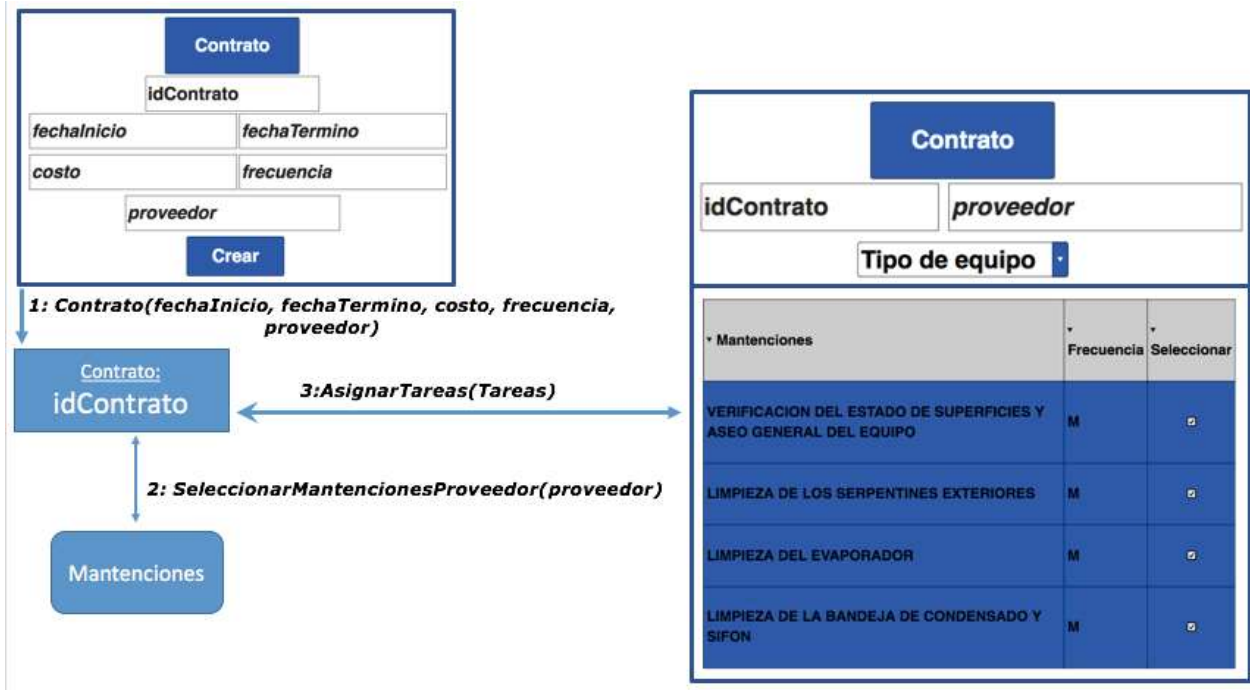 Contrato
idContrato
fechaInicio fechaTermino
costo frecuencia
proveedor
Crear
1: Contrato(fechaInicio, fechaTermino, costo, frecuencia,
proveedor)
Contrato:
idContrato
3:AsignarTareas(Tareas)
2: SeleccionarMantencionesProveedor(proveedor)
Mantenciones
Contrato
idContrato proveedor
Tipo de equipo
Mantenciones Frecuencia Seleccionar
VERIFICACION DEL ESTADO DE SUPERFICIES Y
ASEO GENERAL DEL EQUIPO M
LIMPIEZA DE LOS SERPENTINES EXTERIORES M
LIMPIEZA DEL EVAPORADOR M
LIMPIEZA DE LA BANDEJA DE CONDENSADO Y
SIFON M